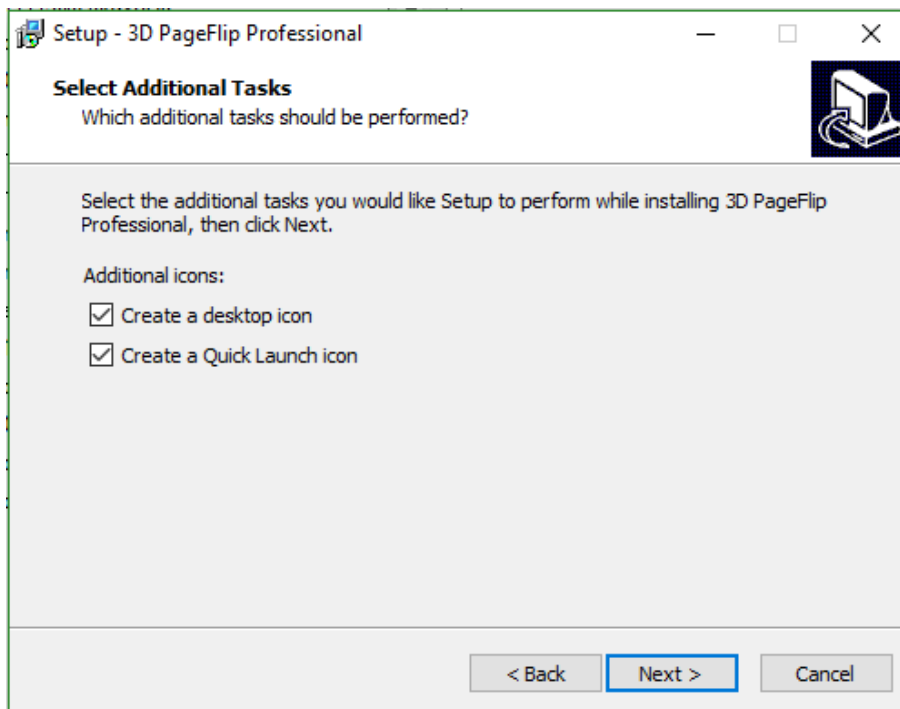 Setup - 3D PageFlip Professional
Select Additional Tasks
Which additional tasks should be performed?
Select the additional tasks you would like Setup to perform while installing 3D PageFlip
Professional, then click Next.
Additional icons:
Create a desktop icon
Create a Quick Launch icon
< Back
Next >
Cancel